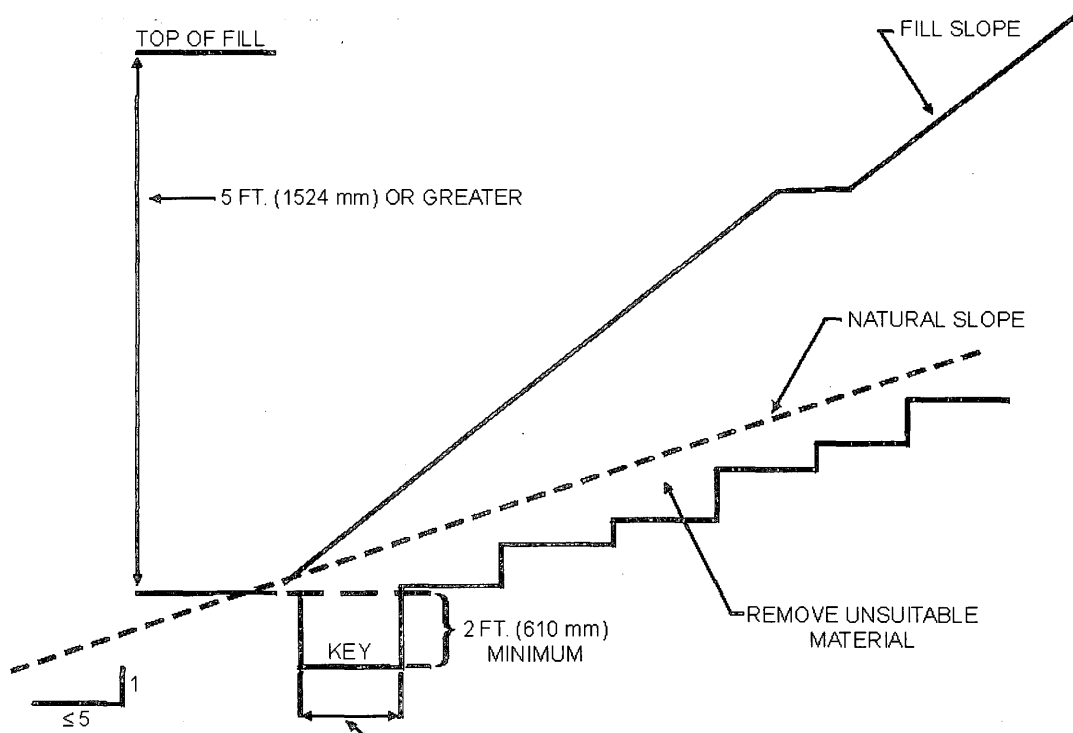 TOP OF FILL
FILL SLOPE
5 FT. (1524 mm) OR GREATER
NATURAL SLOPE
2 FT. (610 mm)
MINIMUM
REMOVE UNSUITABLE
MATERIAL
KEY
1
≤ 5